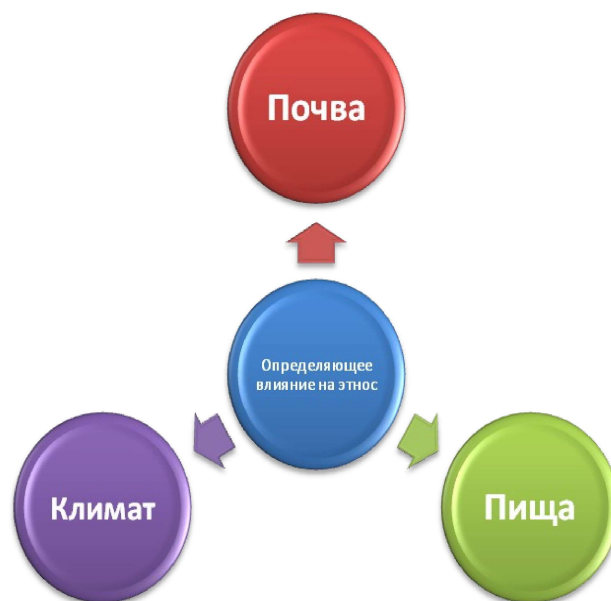 Почва
Определяющее
влияние на этнос
Климат
Пища